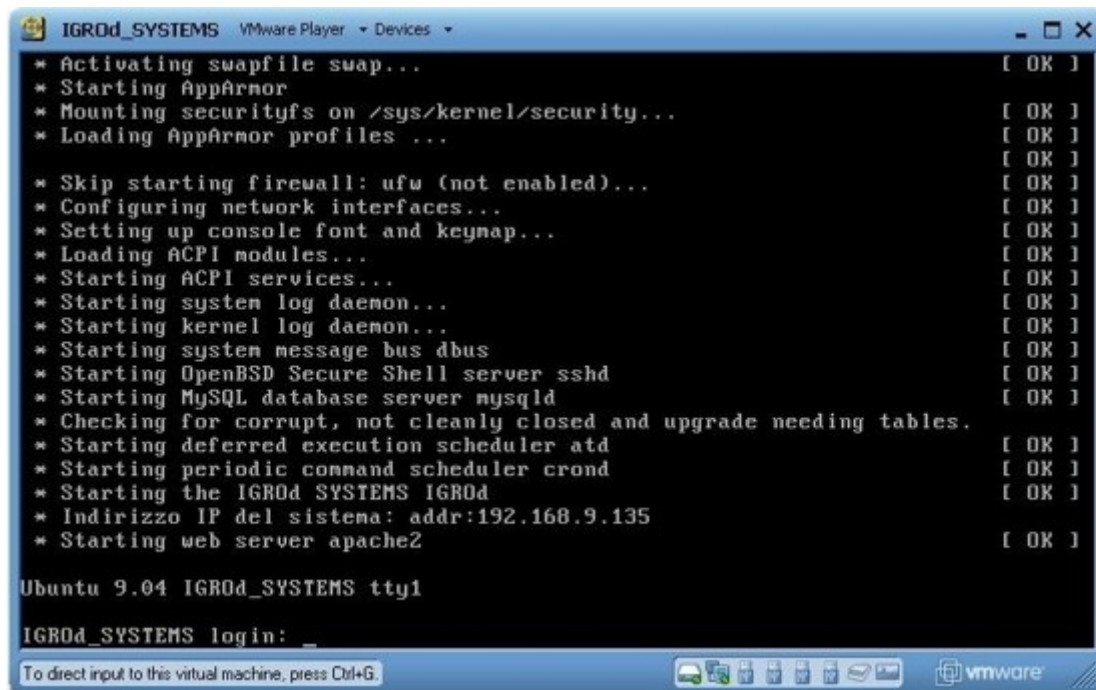 IGROd_SYSTEMS VMware Player Devices
* Activating swapfile swap... [ OK ]
* Starting AppArmor
* Mounting securityfs on /sys/kernel/security... [ OK ]
* Loading AppArmor profiles ... [ OK ]
[ OK ]
* Skip starting firewall: ufw (not enabled)... [ OK ]
* Configuring network interfaces... [ OK ]
* Setting up console font and keymap... [ OK ]
* Loading ACPI modules... [ OK ]
* Starting ACPI services... [ OK ]
* Starting system log daemon... [ OK ]
* Starting kernel log daemon... [ OK ]
* Starting system message bus dbus [ OK ]
* Starting OpenBSD Secure Shell server sshd [ OK ]
* Starting MySQL database server mysqld [ OK ]
* Checking for corrupt, not cleanly closed and upgrade needing tables.
* Starting deferred execution scheduler atd [ OK ]
* Starting periodic command scheduler crond [ OK ]
* Starting the IGROd SYSTEMS IGROd [ OK ]
* Indirizzo IP del sistema: addr:192.168.9.135
* Starting web server apache2 [ OK ]
Ubuntu 9.04 IGROd_SYSTEMS tty1
IGROd_SYSTEMS login: _
To direct input to this virtual machine, press Ctrl+G. vmware